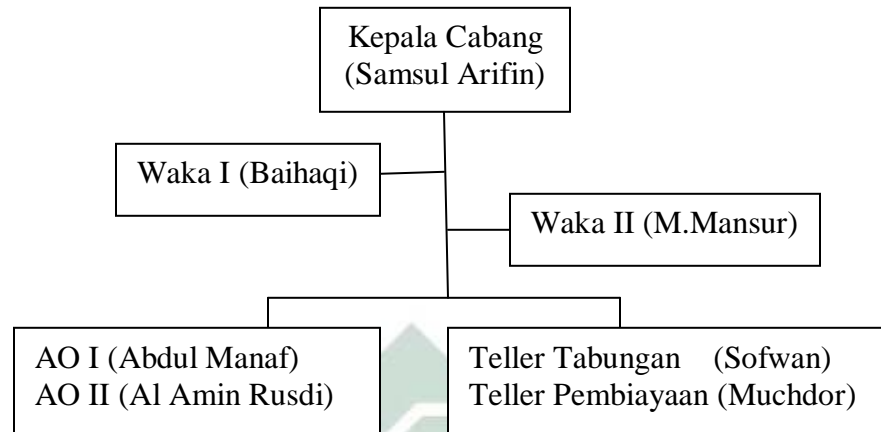 Kepala Cabang
(Samsul Arifin)
Waka I (Baihaqi)
Waka II (M.Mansur)
AO I (Abdul Manaf)
AO II (Al Amin Rusdi)
Teller Tabungan (Sofwan)
Teller Pembiayaan (Muchdor)